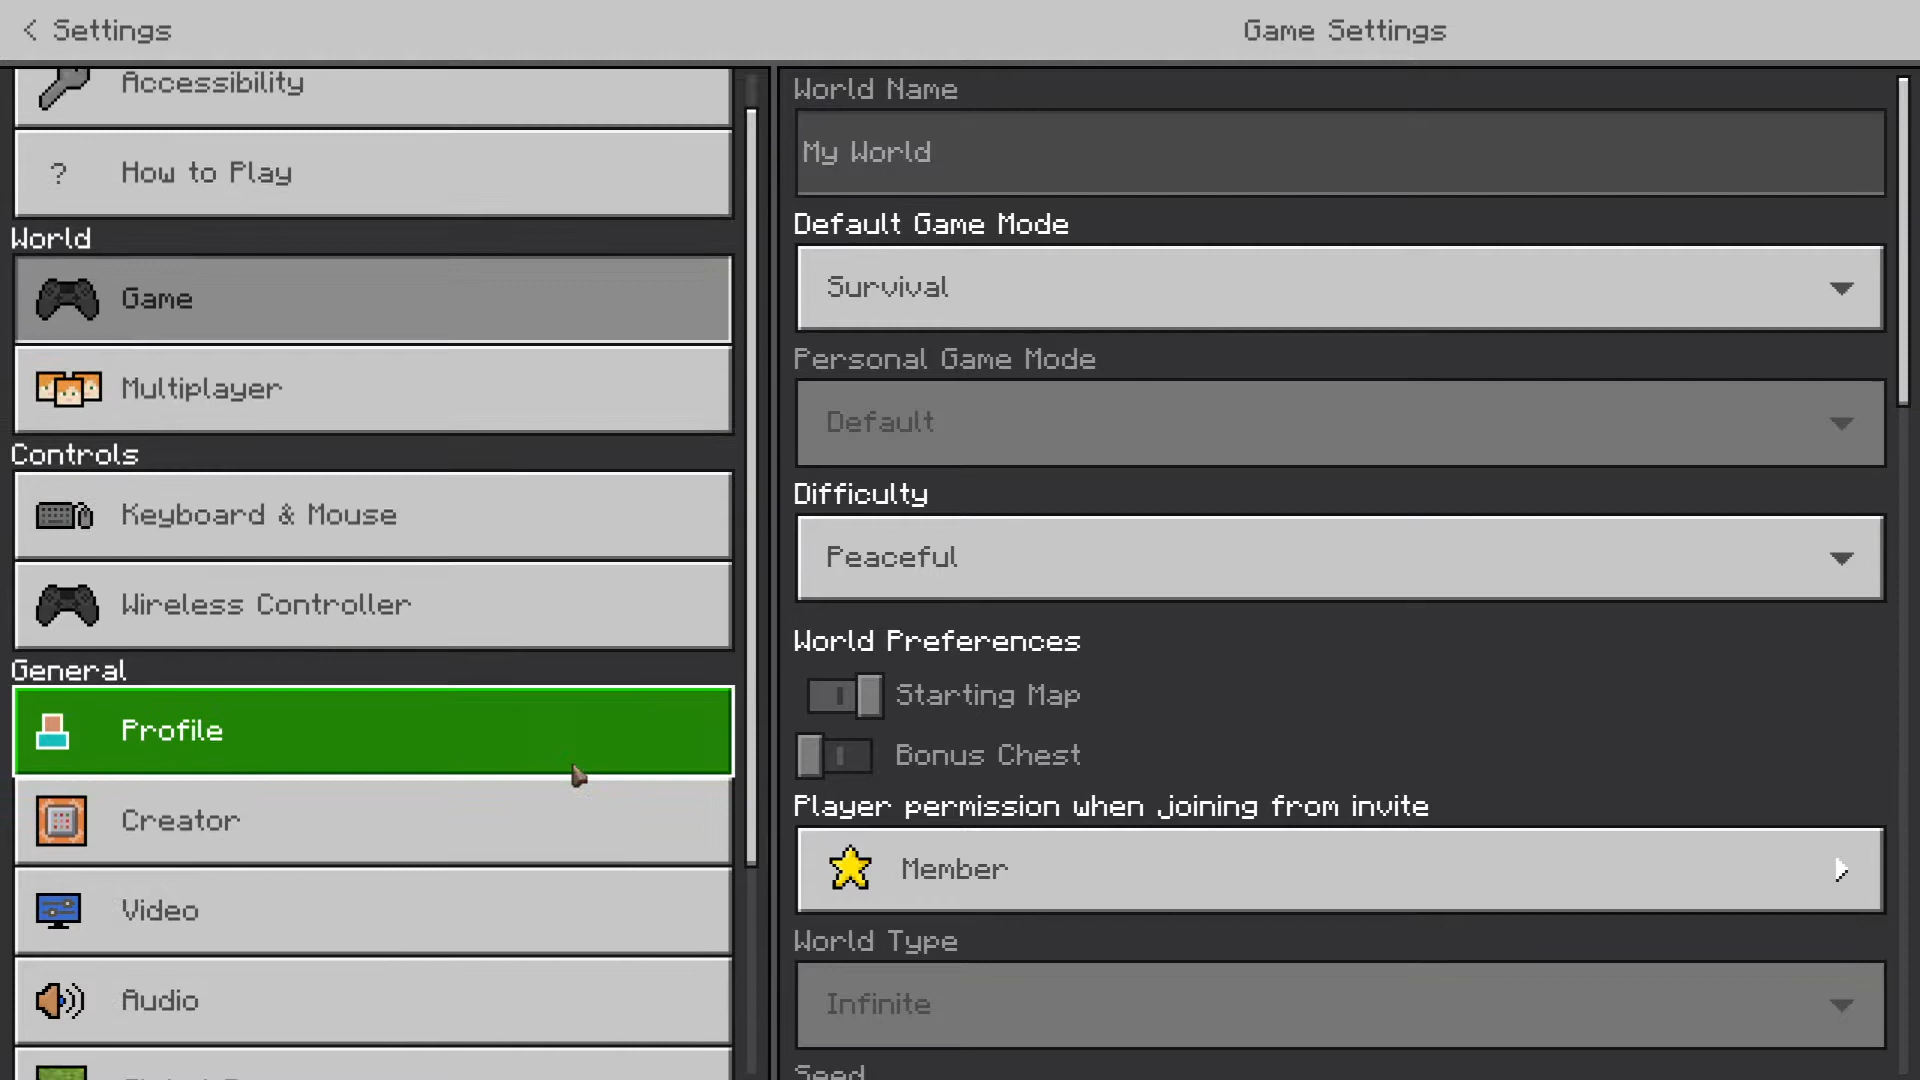 < Settings
Game Settings
Accessibility
? How to Play
World
Game
Multiplayer
Controls
Keyboard & Mouse
Wireless Controller
General
Profile
Creator
Video
Audio
World Name
My World
Default Game Mode
Survival
Personal Game Mode
Default
Difficulty
Peaceful
World Preferences
Starting Map
Bonus Chest
Player permission when joining from invite
Member
World Type
Infinite
Seed